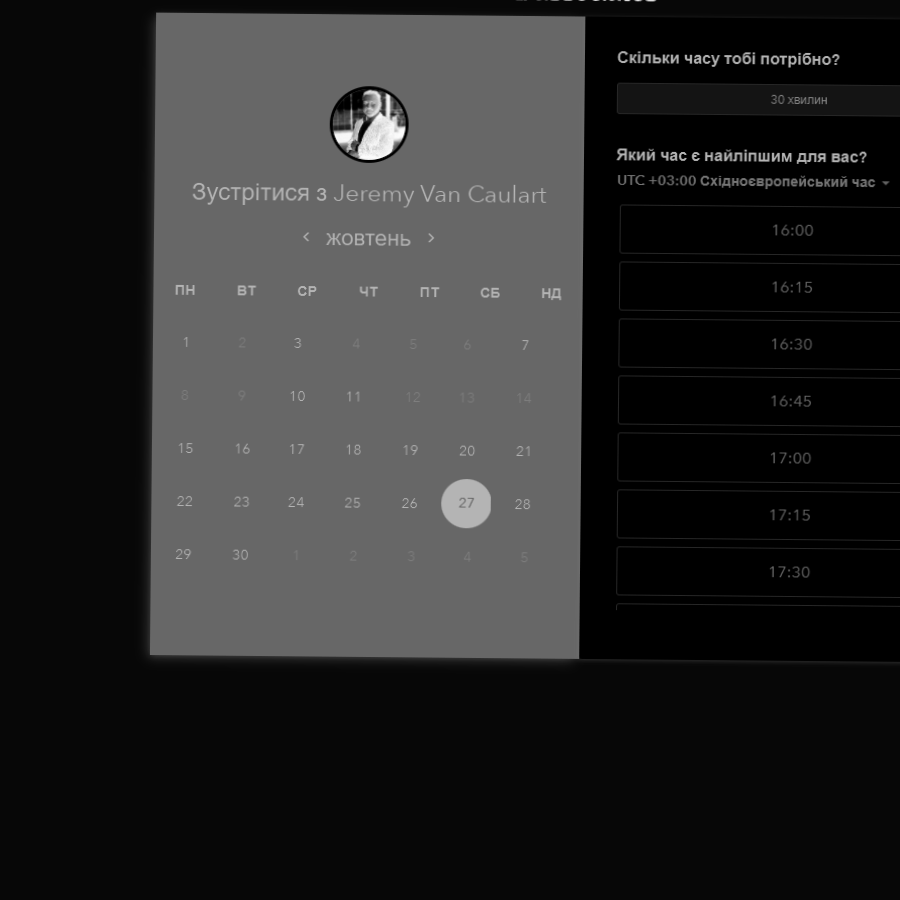 Зустрітися з Jeremy Van Caulart
жовтень
ПН ВТ СР ЧТ ПТ СБ НД
1 2 3 4 5 6 7
8 9 10 11 12 13 14
15 16 17 18 19 20 21
22 23 24 25 26 27 28
29 30 1 2 3 4 5
Скільки часу тобі потрібно?
30 хвилин
Який час є найліпшим для вас?
UTC +03:00 Східноєвропейський час
16:00
16:15
16:30
16:45
17:00
17:15
17:30